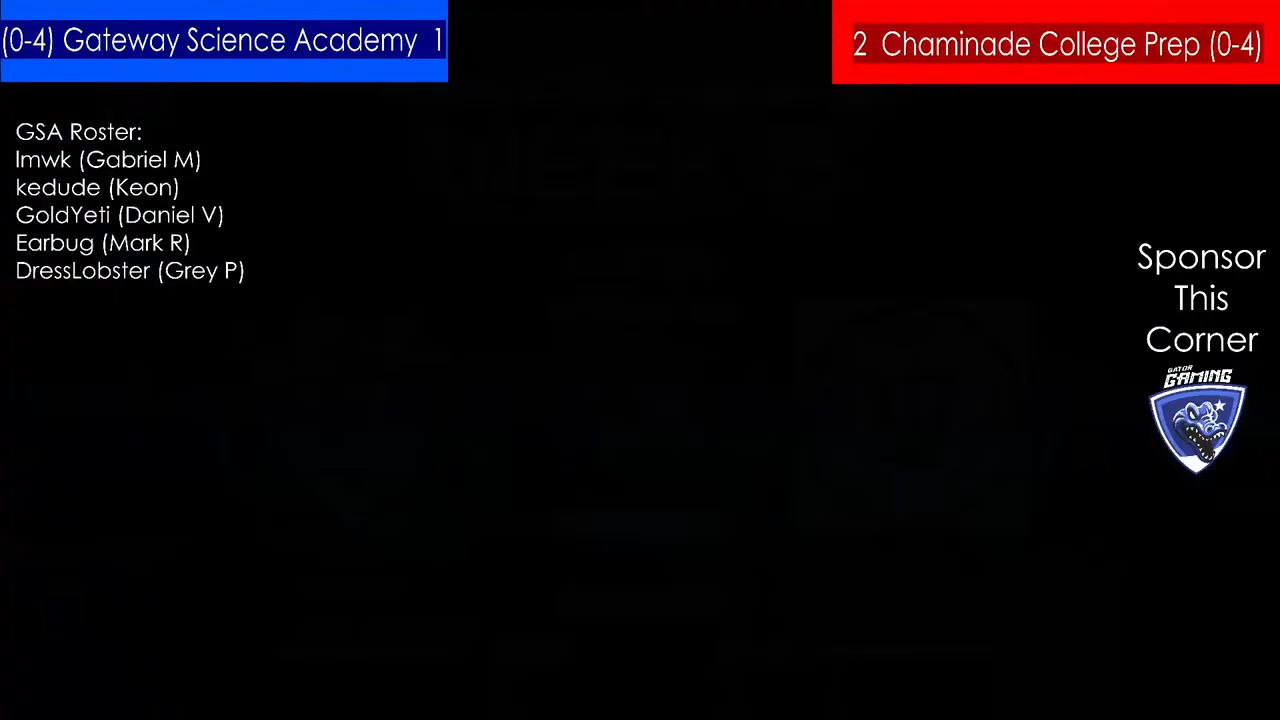 (0-4) Gateway Science Academy 1
2 Chaminade College Prep (0-4)
GSA Roster:
lmwk (Gabriel M)
kedude (Keon)
GoldYeti (Daniel V)
Earbug (Mark R)
DressLobster (Grey P)
Sponsor
This
Corner
GATOR
GAMING